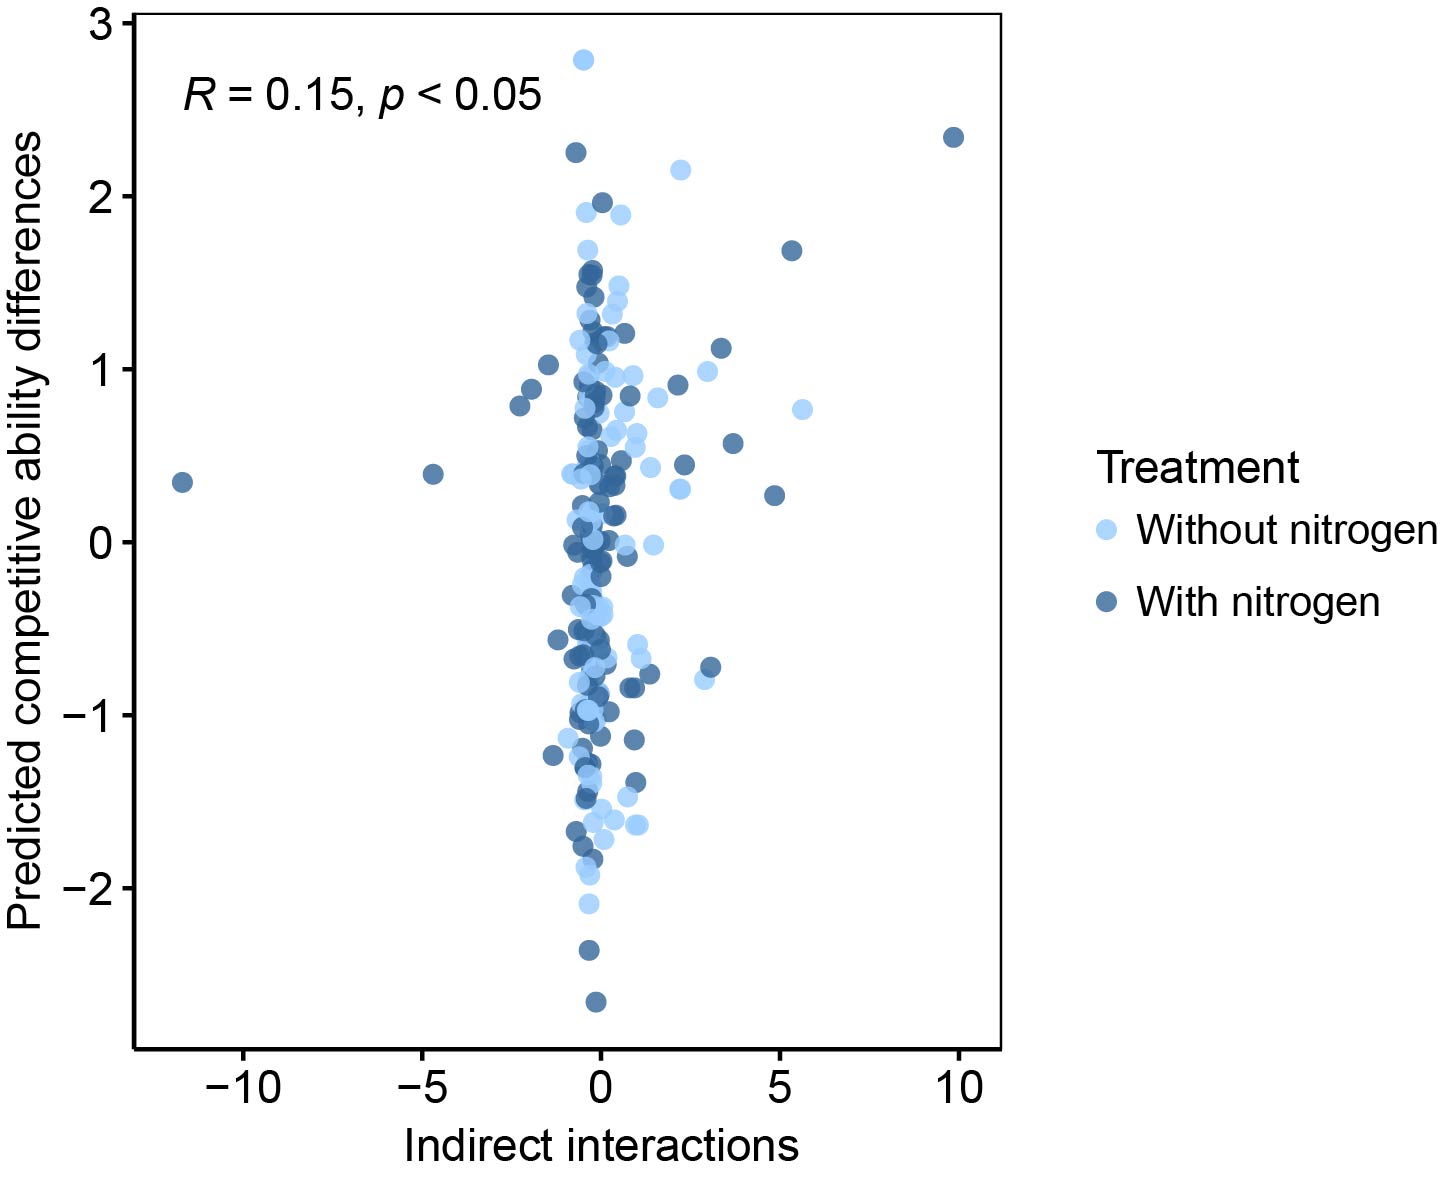 3
R = 0.15, p < 0.05
2
1
0
−1
−2
Predicted competitive ability differences
−10
−5
0
5
10
Indirect interactions
Treatment
Without nitrogen
With nitrogen